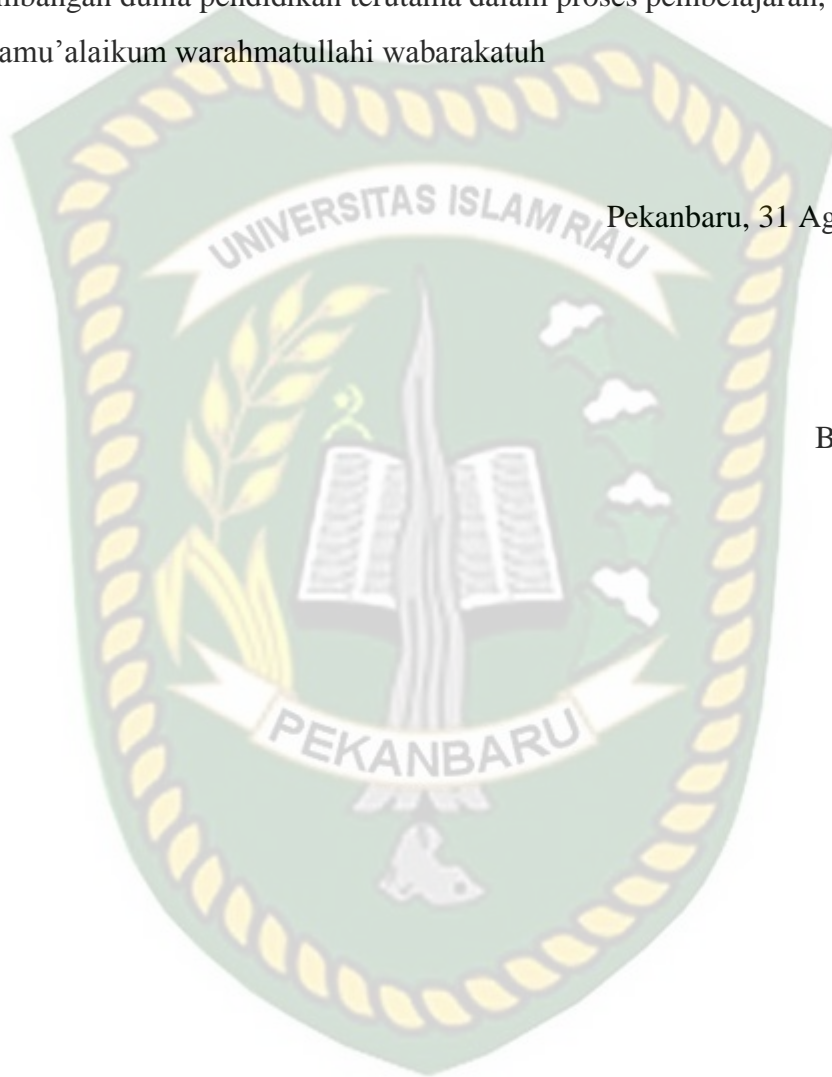 mbangan dunia pendidikan terutama dalam proses pembelajaran,
amu’alaikum warahmatullahi wabarakatuh
UNIVERSITAS ISLAM RIAU
Pekanbaru, 31 Ag
B
PEKANBARU